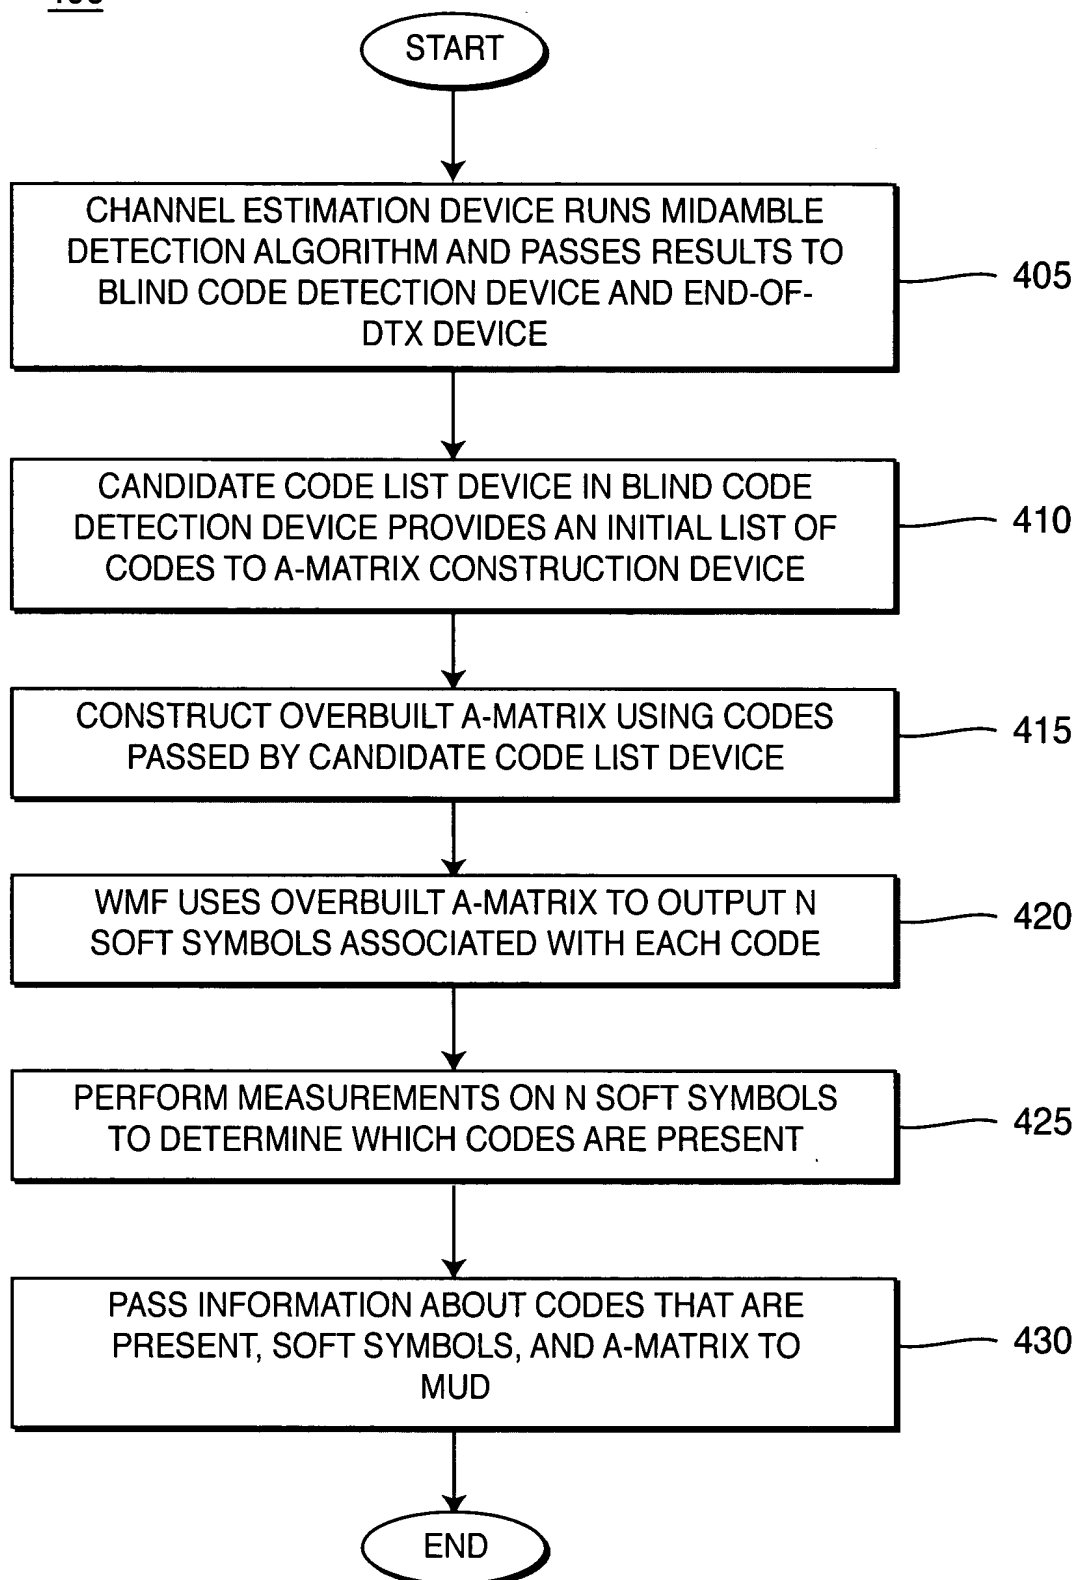 START
CHANNEL ESTIMATION DEVICE RUNS MIDAMBLE
DETECTION ALGORITHM AND PASSES RESULTS TO
BLIND CODE DETECTION DEVICE AND END-OF-
DTX DEVICE
405
CANDIDATE CODE LIST DEVICE IN BLIND CODE
DETECTION DEVICE PROVIDES AN INITIAL LIST OF
CODES TO A-MATRIX CONSTRUCTION DEVICE
410
CONSTRUCT OVERBUILT A-MATRIX USING CODES
PASSED BY CANDIDATE CODE LIST DEVICE
415
WMF USES OVERBUILT A-MATRIX TO OUTPUT N
SOFT SYMBOLS ASSOCIATED WITH EACH CODE
420
PERFORM MEASUREMENTS ON N SOFT SYMBOLS
TO DETERMINE WHICH CODES ARE PRESENT
425
PASS INFORMATION ABOUT CODES THAT ARE
PRESENT, SOFT SYMBOLS, AND A-MATRIX TO
MUD
430
END